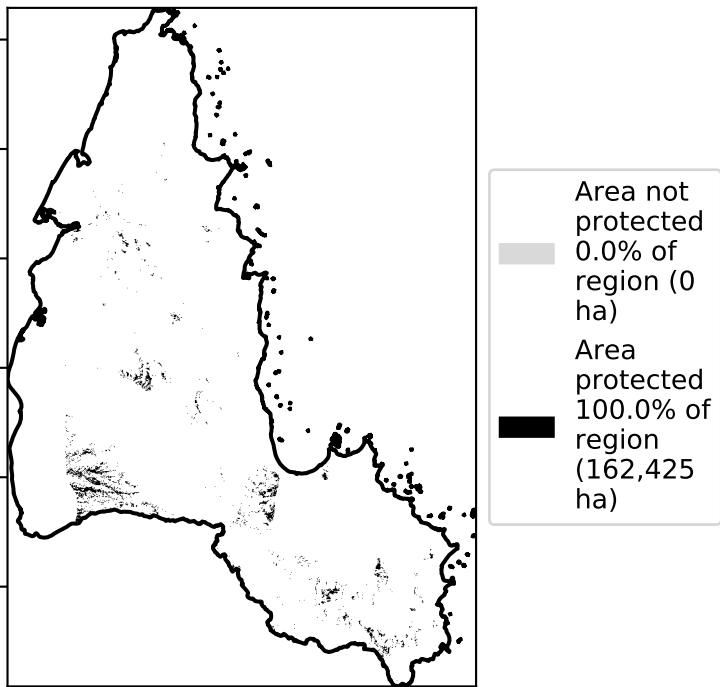 Area not
protected
0.0% of
region (0
ha)
Area
protected
100.0% of
region
(162,425
ha)